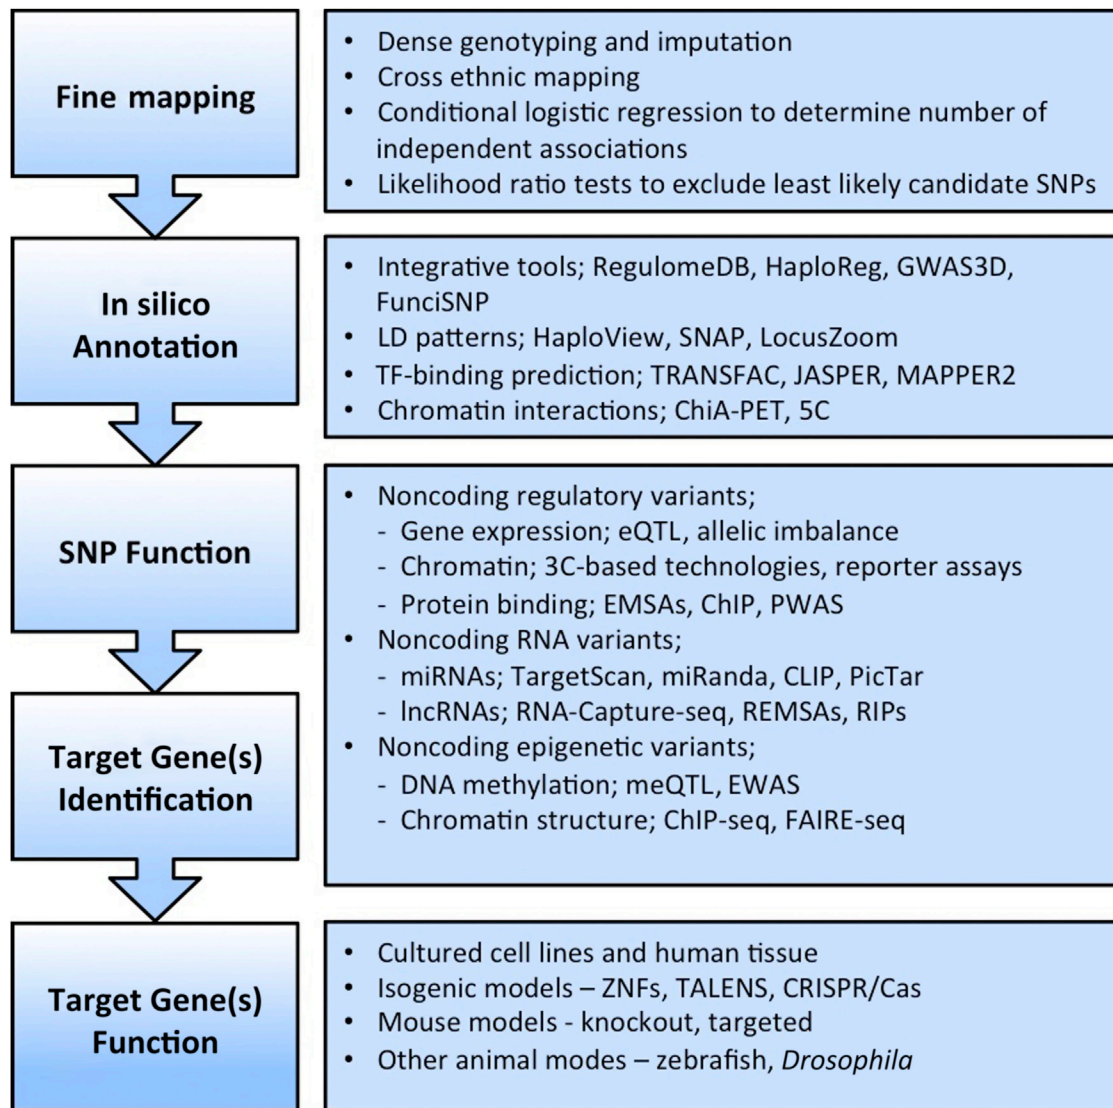 Fine mapping
• Dense genotyping and imputation
• Cross ethnic mapping
• Conditional logistic regression to determine number of
independent associations
• Likelihood ratio tests to exclude least likely candidate SNPs
In silico
Annotation
• Integrative tools; RegulomeDB, HaploReg, GWAS3D,
FunciSNP
• LD patterns; HaploView, SNAP, LocusZoom
• TF-binding prediction; TRANSFAC, JASPER, MAPPER2
• Chromatin interactions; ChiA-PET, 5C
SNP Function
Target Gene(s)
Identification
• Noncoding regulatory variants;
- Gene expression; eQTL, allelic imbalance
- Chromatin; 3C-based technologies, reporter assays
- Protein binding; EMSAs, ChIP, PWAS
• Noncoding RNA variants;
- miRNAs; TargetScan, miRanda, CLIP, PicTar
- lncRNAs; RNA-Capture-seq, REMSAs, RIPs
• Noncoding epigenetic variants;
- DNA methylation; meQTL, EWAS
- Chromatin structure; ChIP-seq, FAIRE-seq
Target Gene(s)
Function
• Cultured cell lines and human tissue
• Isogenic models – ZNFs, TALENS, CRISPR/Cas
• Mouse models - knockout, targeted
• Other animal modes – zebrafish, Drosophila